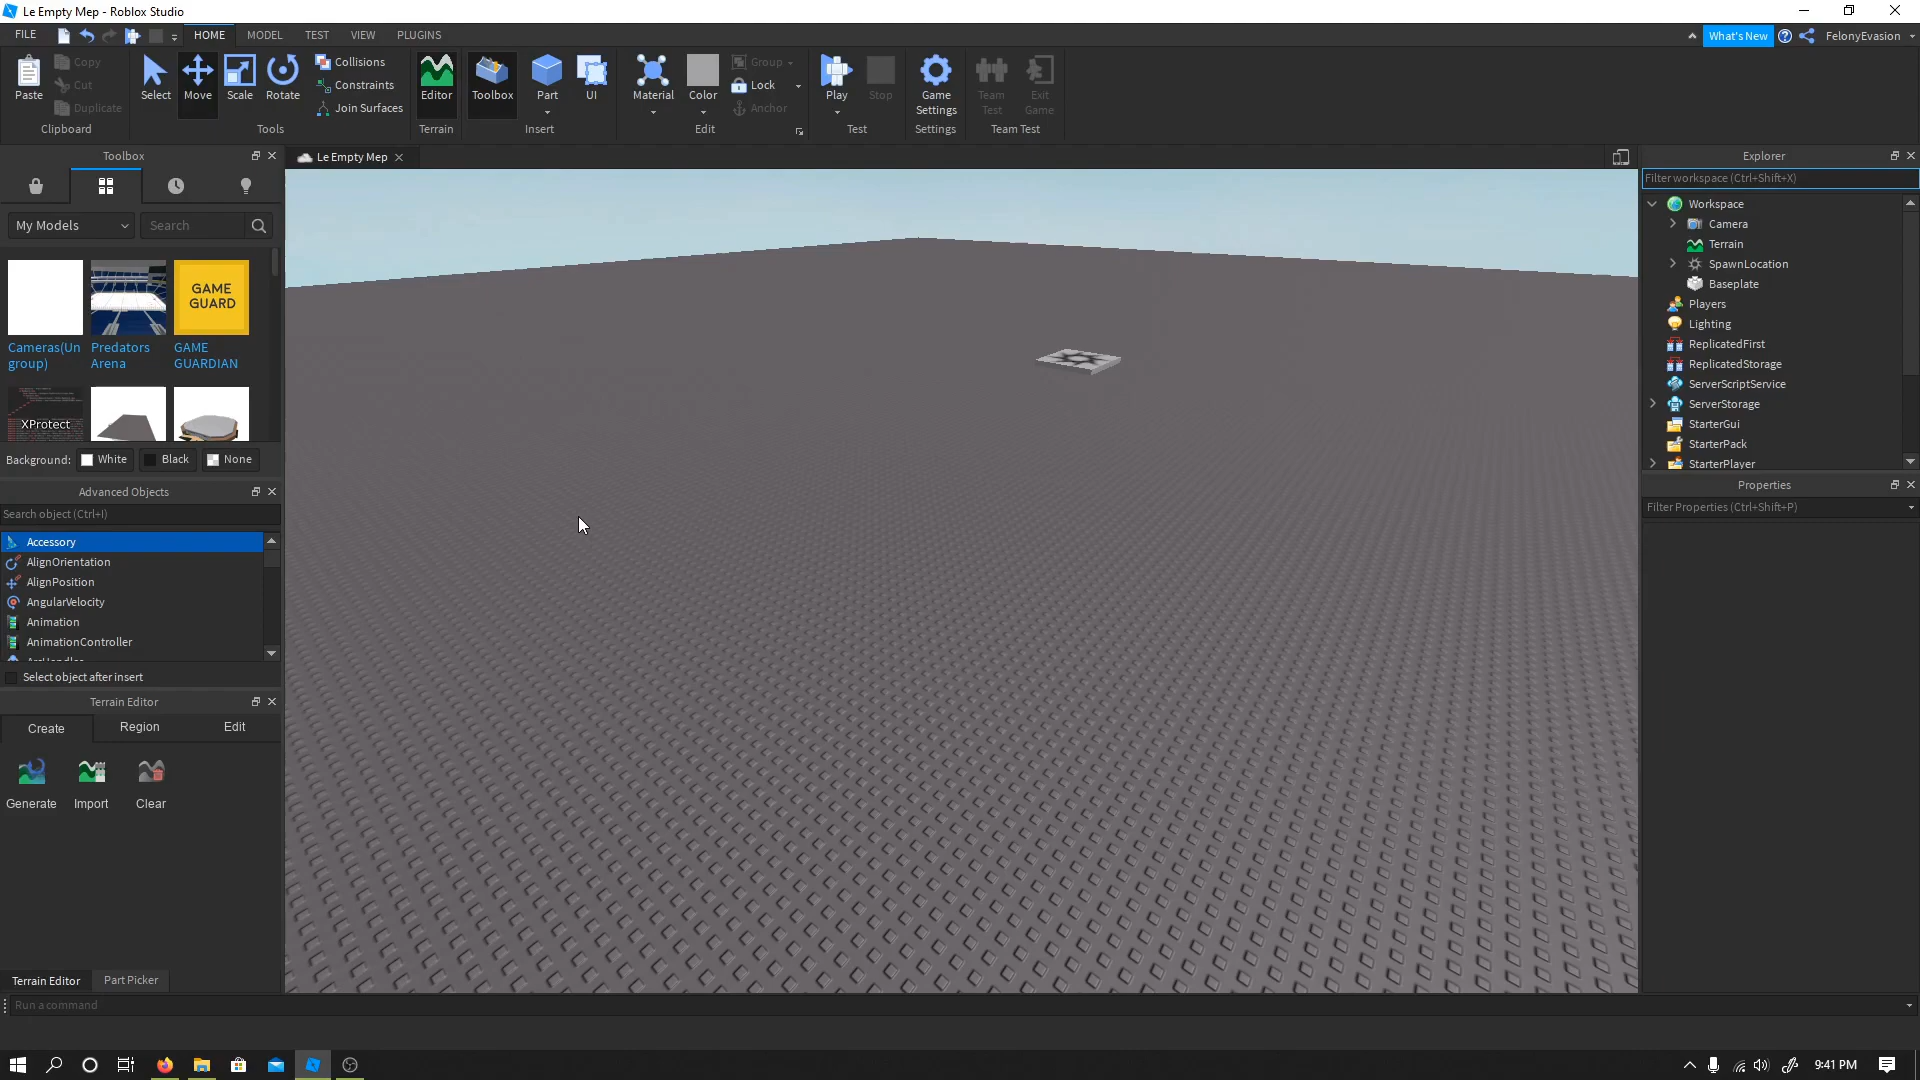 Le Empty Mep - Roblox Studio
FILE HOME MODEL TEST VIEW PLUGINS What's New FelonyEvasion
Paste Copy Cut Duplicate
Clipboard
Select Move Scale Rotate
Collisions
Constraints
Join Surfaces
Tools
Editor
Terrain
Toolbox Part UI
Insert
Material Color
Group
Lock
Anchor
Edit
Play Stop
Test
Game
Settings
Settings
Team
Test
Exit
Game
Team Test
Toolbox
My Models Search
Cameras(Un
group)
Predators
Arena
GAME
GUARD
GAME
GUARDIAN
XProtect
Background: White Black None
Advanced Objects
Search object (Ctrl+I)
Accessory
AlignOrientation
AlignPosition
AngularVelocity
Animation
AnimationController
Select object after insert
Terrain Editor
Create Region Edit
Generate Import Clear
Terrain Editor Part Picker
Run a command
Le Empty Mep
Explorer
Filter workspace (Ctrl+Shift+X)
Workspace
Camera
Terrain
SpawnLocation
Baseplate
Players
Lighting
ReplicatedFirst
ReplicatedStorage
ServerScriptService
ServerStorage
StarterGui
StarterPack
StarterPlayer
Properties
Filter Properties (Ctrl+Shift+P)
9:41 PM